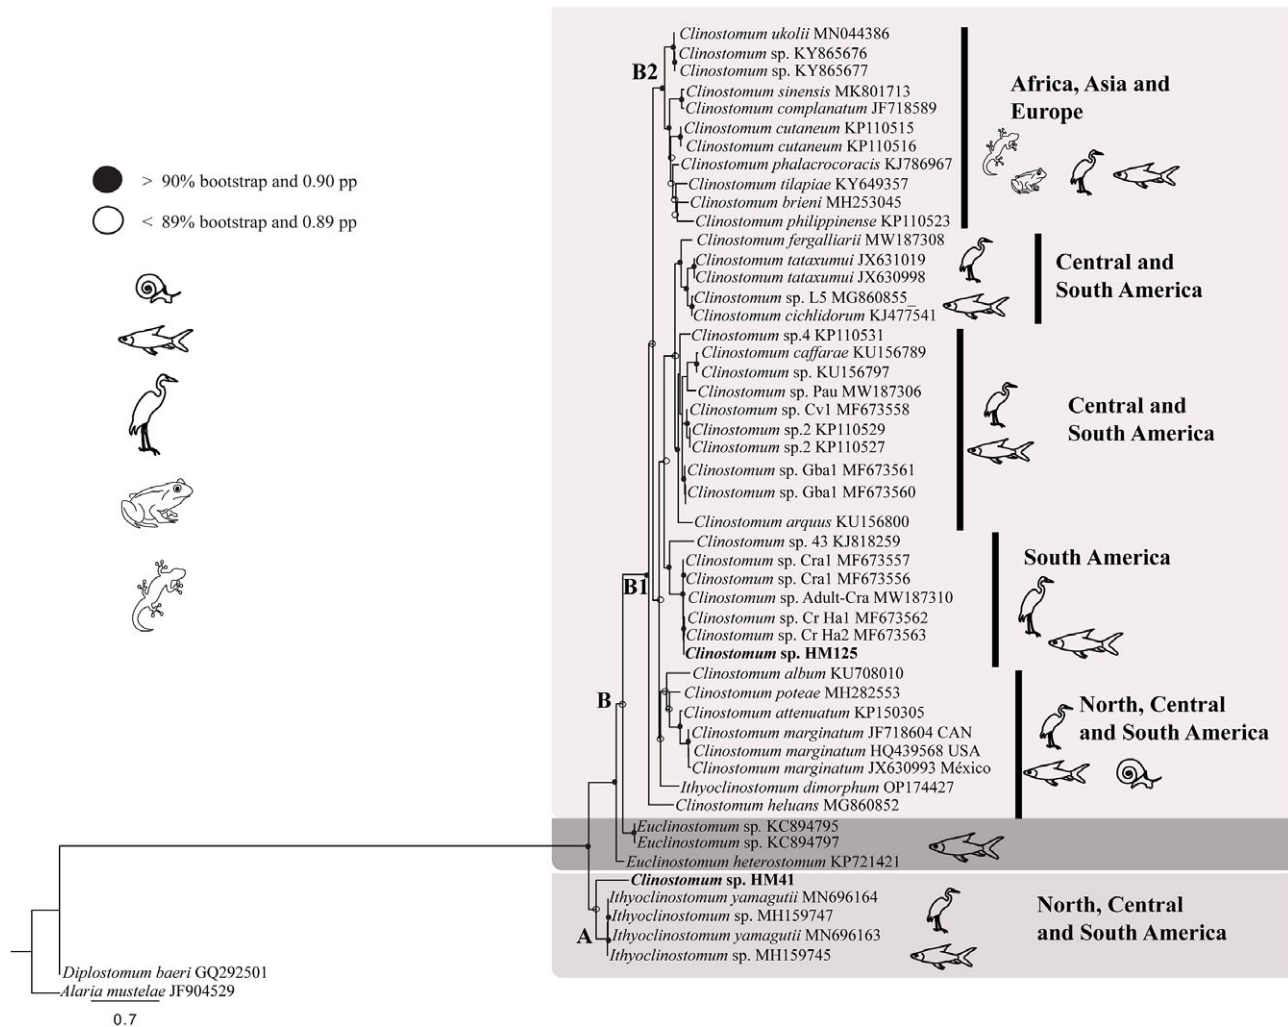 > 90% bootstrap and 0.90 pp
< 89% bootstrap and 0.89 pp
B2
Clinostomum ukolii MN044386
Clinostomum sp. KY865676
Clinostomum sp. KY865677
Clinostomum sinensis MK801713
Clinostomum complanatum JF718589
Clinostomum cutaneum KP110515
Clinostomum cutaneum KP110516
Clinostomum phalacrocoracis KJ786967
Clinostomum tilapiae KY649357
Clinostomum brieni MH253045
Clinostomum philippinense KP110523
Africa, Asia and
Europe
Clinostomum fergalliarii MW187308
Clinostomum tataxumui JX631019
Clinostomum tataxumui JX630998
Clinostomum sp. L5 MG860855_
Clinostomum cichlidorum KJ477541
Central and
South America
Clinostomum sp.4 KP110531
Clinostomum caffarae KU156789
Clinostomum sp. KU156797
Clinostomum sp. Pau MW187306
Clinostomum sp. Cv1 MF673558
Clinostomum sp.2 KP110529
Clinostomum sp.2 KP110527
Clinostomum sp. Gba1 MF673561
Clinostomum sp. Gba1 MF673560
Clinostomum arquus KU156800
Central and
South America
B1
Clinostomum sp. 43 KJ818259
Clinostomum sp. Cra1 MF673557
Clinostomum sp. Cra1 MF673556
Clinostomum sp. Adult-Cra MW187310
Clinostomum sp. Cr Ha1 MF673562
Clinostomum sp. Cr Ha2 MF673563
Clinostomum sp. HM125
South America
B
Clinostomum album KU708010
Clinostomum poteae MH282553
Clinostomum attenuatum KP150305
Clinostomum marginatum JF718604 CAN
Clinostomum marginatum HQ439568 USA
Clinostomum marginatum JX630993 México
Ithyoclinostomum dimorphum OP174427
Clinostomum heluans MG860852
North, Central
and South America
Euclinostomum sp. KC894795
Euclinostomum sp. KC894797
Euclinostomum heterostomum KP721421
A
Clinostomum sp. HM41
Ithyoclinostomum yamagutii MN696164
Ithyoclinostomum sp. MH159747
Ithyoclinostomum yamagutii MN696163
Ithyoclinostomum sp. MH159745
North, Central
and South America
Diplostomum baeri GQ292501
Alaria mustelae JF904529
0.7